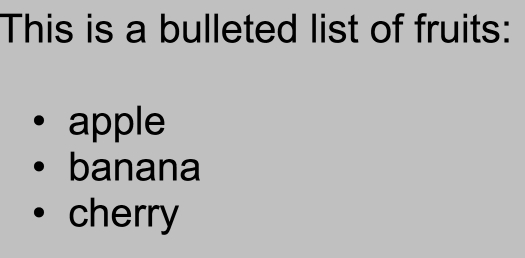 This is a bulleted list of fruits:
• apple
• banana
• cherry